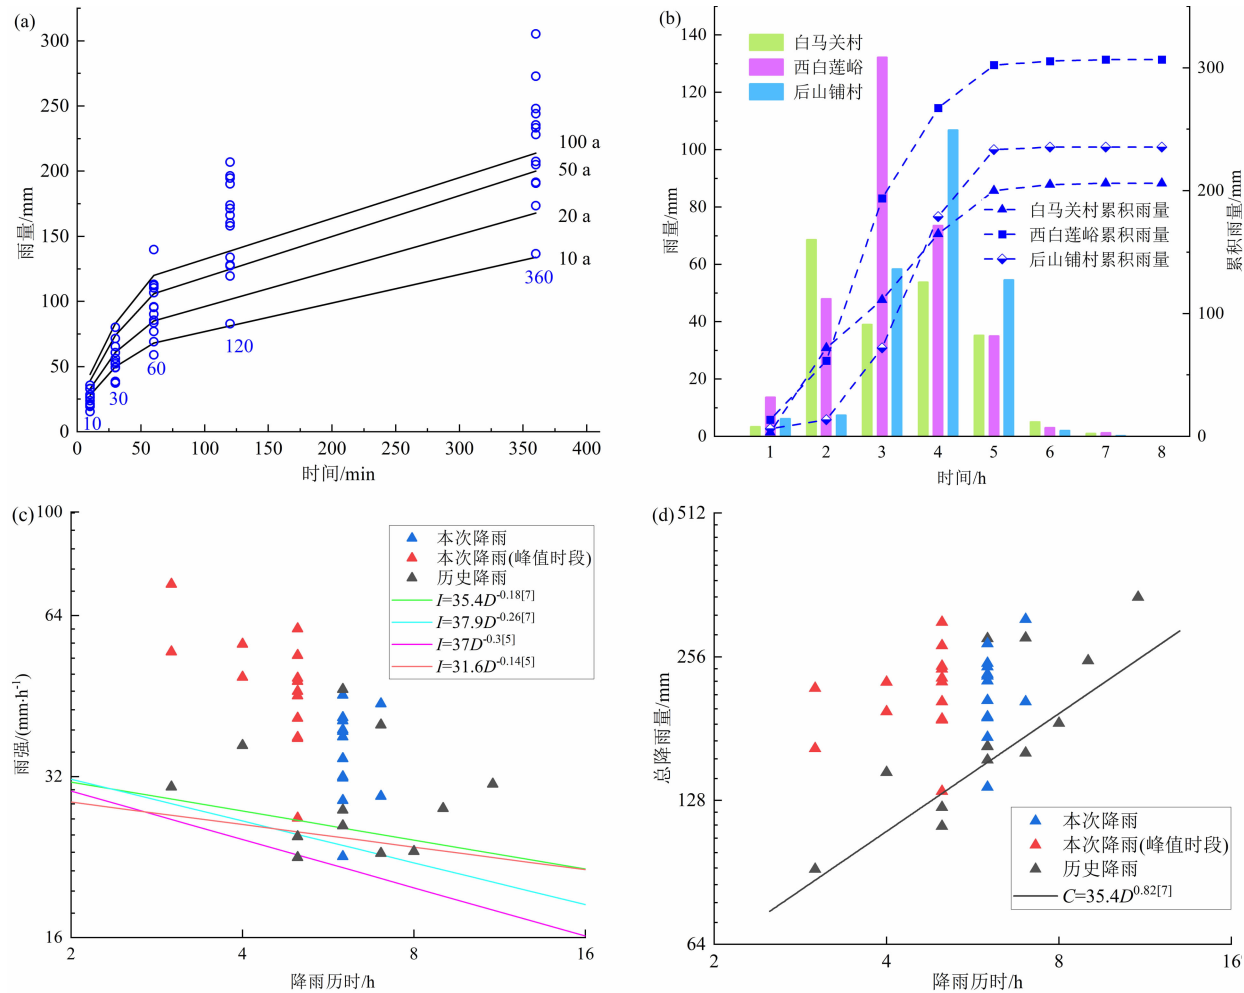 (a)
300
250
200
150
100
50
0
雨量/mm
100 a
50 a
20 a
10 a
10
30
60
120
360
0
50
100
150
200
250
300
350
400
时间/min
(b)
140
120
100
80
60
40
20
0
雨量/mm
白马关村
西白莲峪
后山铺村
白马关村累积雨量
西白莲峪累积雨量
后山铺村累积雨量
300
200
100
0
累积雨量/mm
1
2
3
4
5
6
7
8
时间/h
(c)
100
64
32
16
雨强/(mm·h⁻¹)
本次降雨
本次降雨(峰值时段)
历史降雨
I=35.4D⁻⁰·¹⁸[7]
I=37.9D⁻⁰·²⁶[7]
I=37D⁻⁰·³[5]
I=31.6D⁻⁰·¹⁴[5]
2
4
8
16
降雨历时/h
(d)
512
256
128
64
总降雨量/mm
本次降雨
本次降雨(峰值时段)
历史降雨
C=35.4D⁰·⁸²[7]
2
4
8
16
降雨历时/h